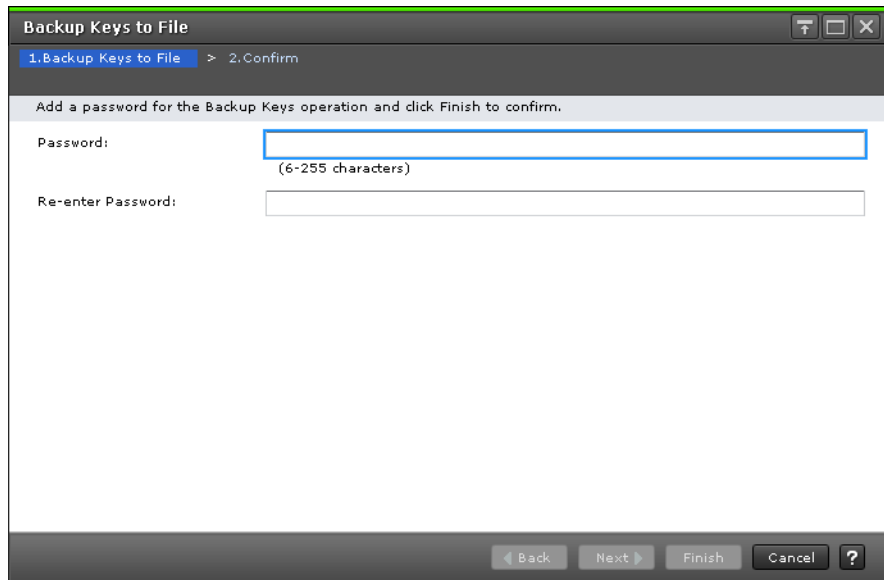 Backup Keys to File
1.Backup Keys to File > 2.Confirm
Add a password for the Backup Keys operation and click Finish to confirm.
Password:
(6-255 characters)
Re-enter Password:
Back Next Finish Cancel ?